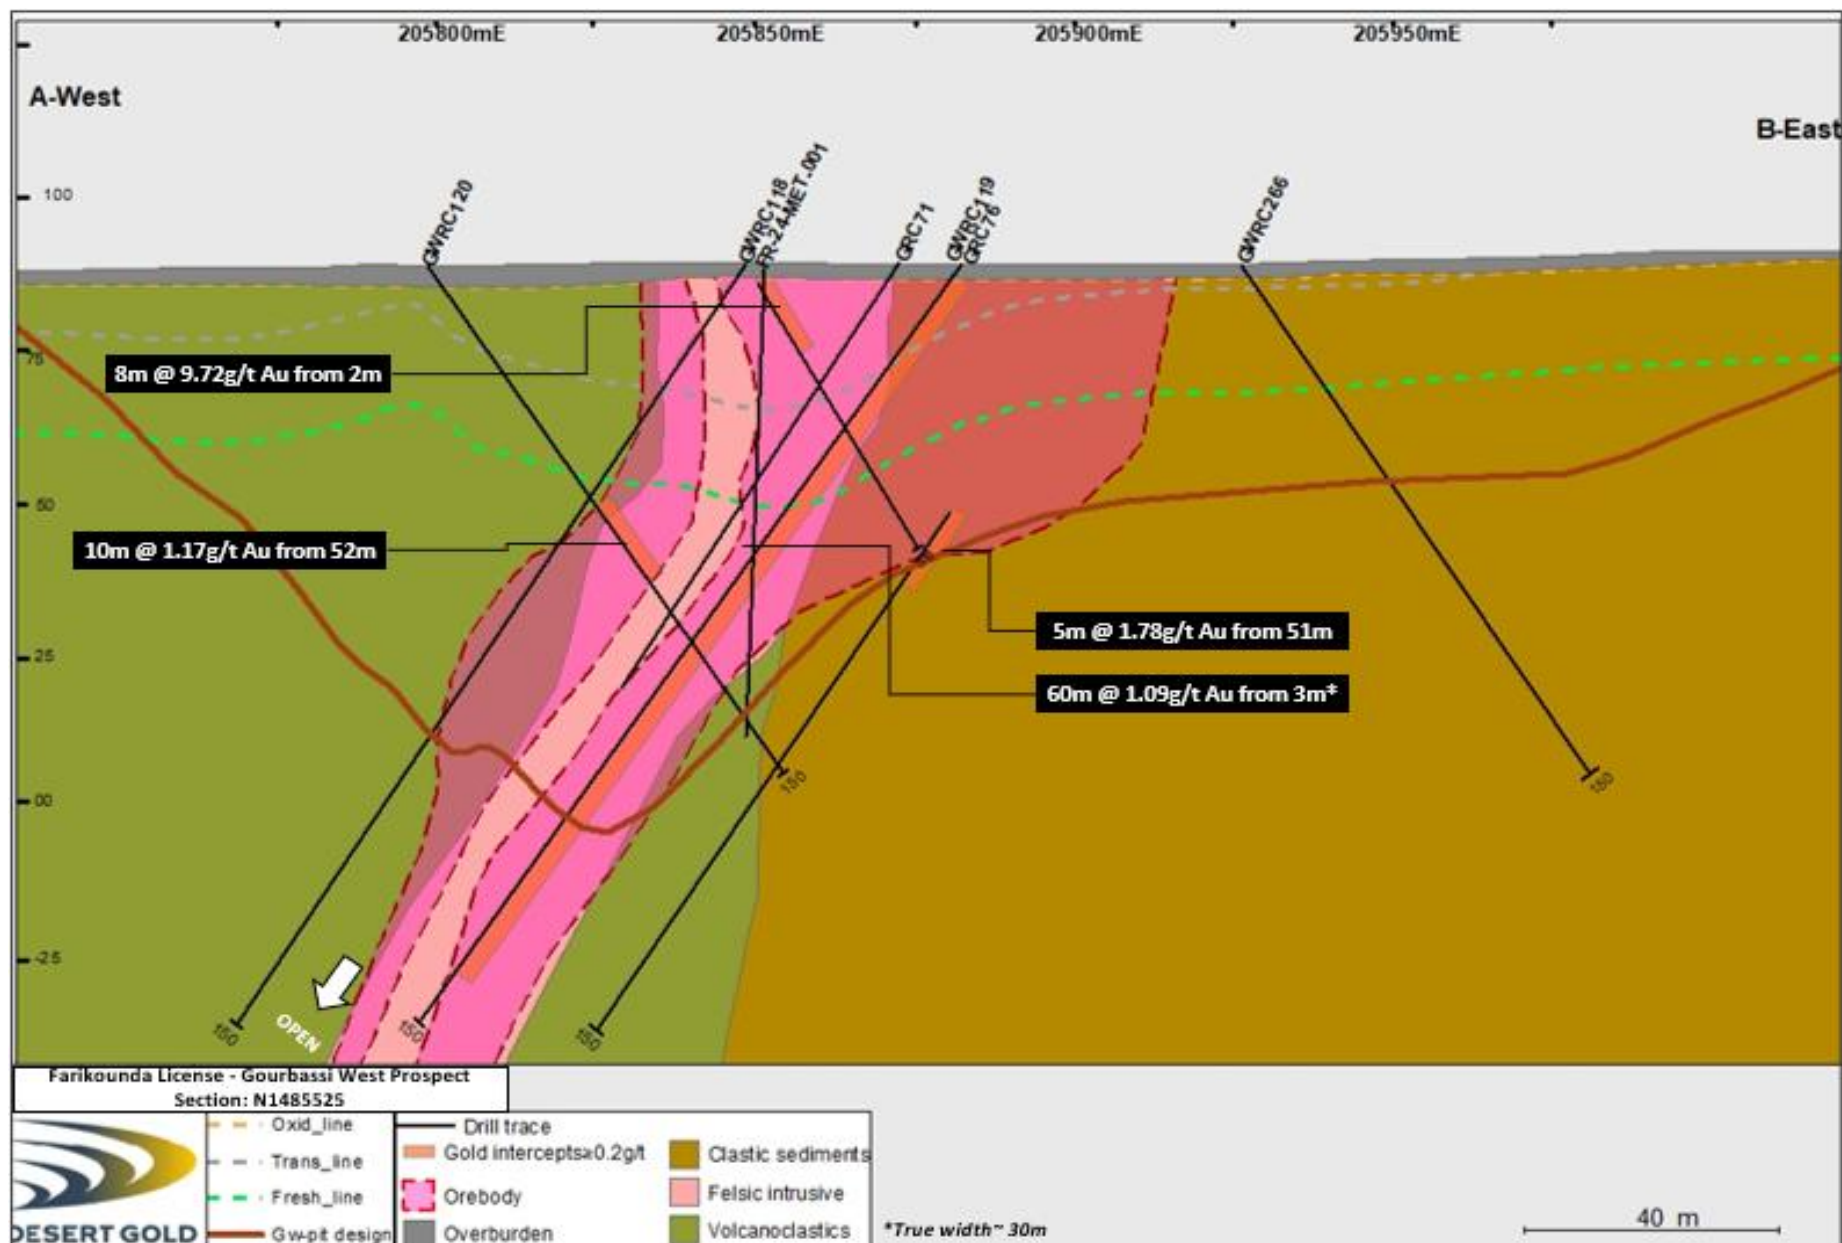 205800mE 205850mE 205900mE 205950mE
A-West
B-East
100
75
50
25
00
-25
GWRC120
GWRC118
FR-24-MET.001
GRC71
GWRC119
GRC76
GWRC266
8m @ 9.72g/t Au from 2m
10m @ 1.17g/t Au from 52m
5m @ 1.78g/t Au from 51m
60m @ 1.09g/t Au from 3m*
150
150
150
150
150
OPEN
Farikounda License - Gourbassi West Prospect
Section: N1485525
DESERT GOLD
Oxid_line
Trans_line
Fresh_line
Gw-pit design
Drill trace
Gold intercepts≥0.2g/t
Orebody
Overburden
Clastic sediments
Felsic intrusive
Volcanoclastics
*True width~ 30m
40 m